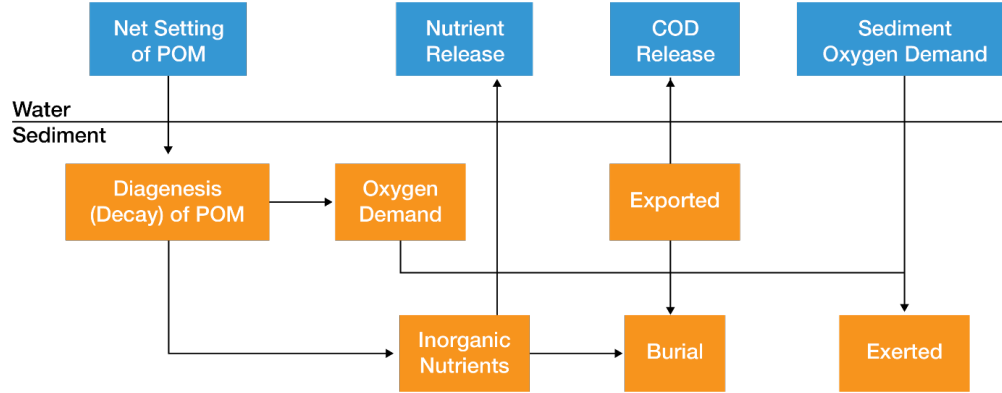 Net Setting
of POM
Nutrient
Release
COD
Release
Sediment
Oxygen Demand
Water
Sediment
Diagenesis
(Decay) of POM
Oxygen
Demand
Exported
Inorganic
Nutrients
Burial
Exerted